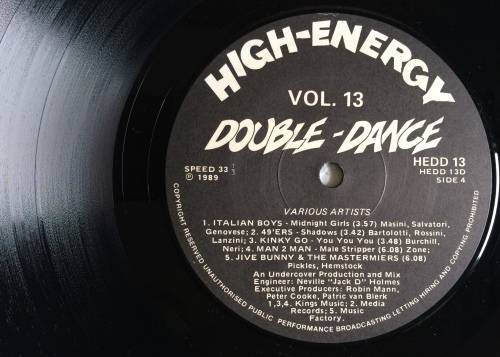 HIGH-ENERGY
VOL. 13
DOUBLE-DANCE
SPEED 33 1/3
℗ 1989
HEDD 13
HEDD 13D
SIDE 4
VARIOUS ARTISTS
1. ITALIAN BOYS - Midnight Girls (3.57) Masini, Salvatori,
Genovese; 2. 49'ERS - Shadows (3.42) Bartolotti, Rossini,
Lanzini; 3. KINKY GO - You You You (3.48) Burchill,
Neri; 4. MAN 2 MAN - Male Stripper (6.08) Zone;
5. JIVE BUNNY & THE MASTERMIERS (6.08)
Pickles, Hemstock
An Undercover Production and Mix
Engineer: Neville "Jack D" Holmes
Executive Producers: Robin Mann,
Peter Cooke, Patric van Blerk
1,3,4. Kings Music; 2. Media
Records; 5. Music
Factory.
COPYRIGHT RESERVED UNAUTHORISED PUBLIC PERFORMANCE BROADCASTING LETTING HIRING AND COPYING PROHIBITED